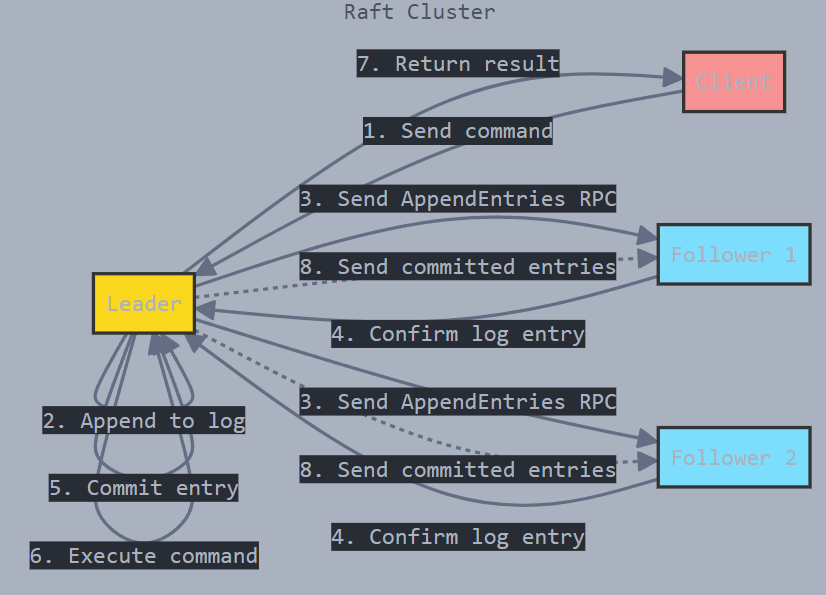 Raft Cluster
7. Return result
Client
1. Send command
3. Send AppendEntries RPC
Follower 1
8. Send committed entries
Leader
4. Confirm log entry
3. Send AppendEntries RPC
2. Append to log
Follower 2
8. Send committed entries
5. Commit entry
4. Confirm log entry
6. Execute command